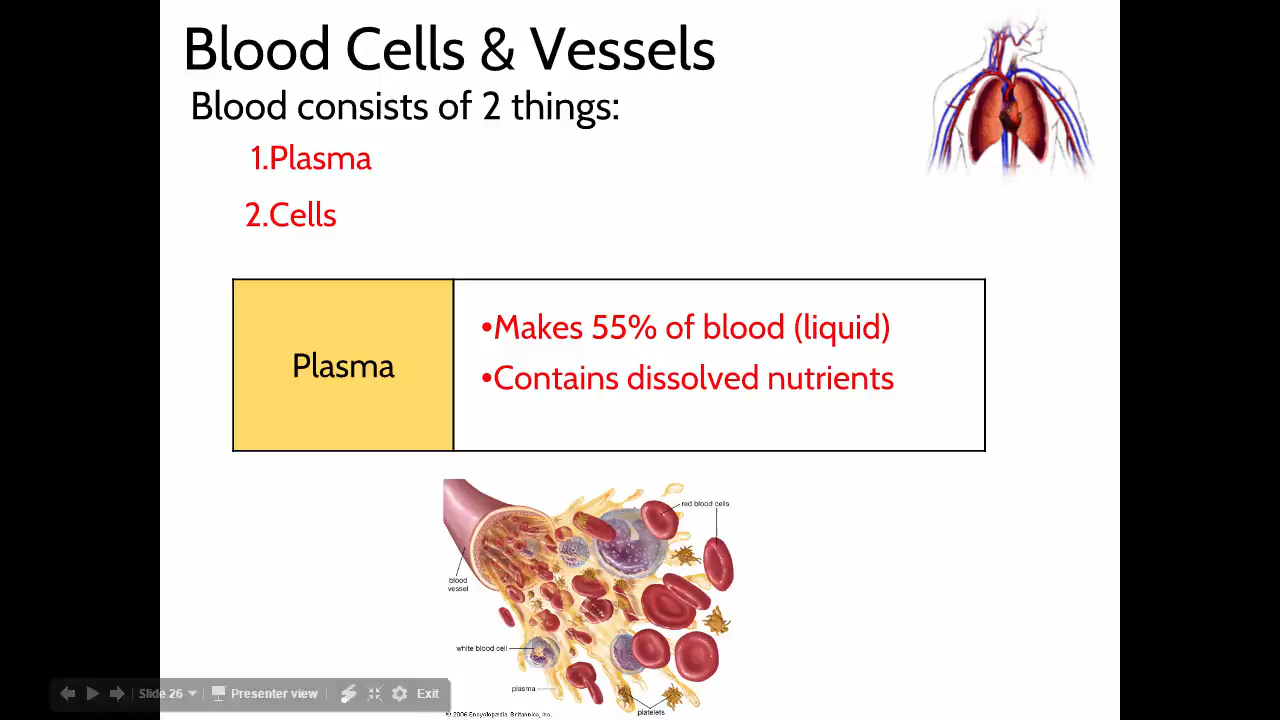 Blood Cells & Vessels
Blood consists of 2 things:
1.Plasma
2.Cells
Plasma
•Makes 55% of blood (liquid)
•Contains dissolved nutrients
red blood cells
blood
vessel
white blood cell
plasma
platelets
© 2006 Encyclopædia Britannica, Inc.
Slide 26
Presenter view
Exit